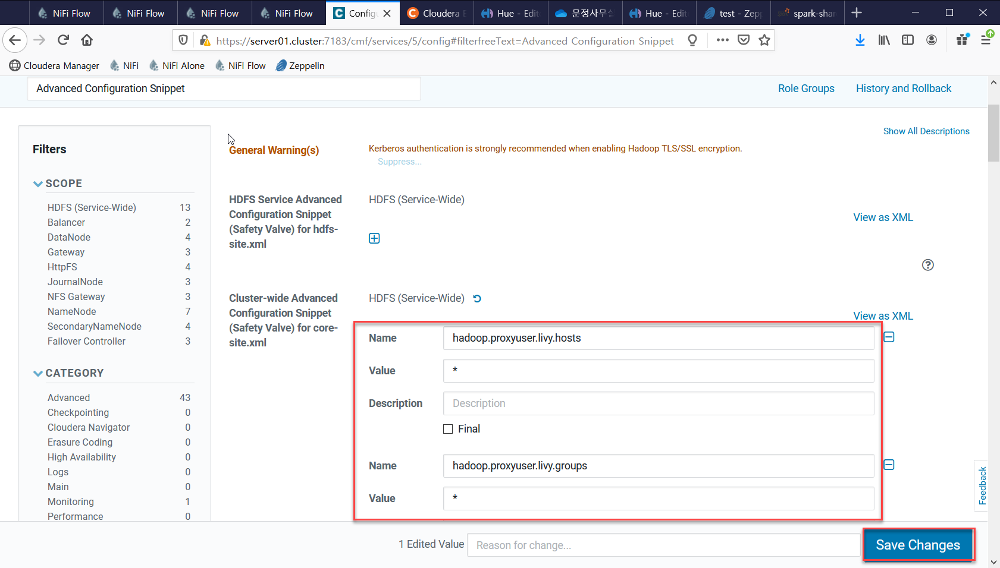 NiFi Flow
NiFi Flow
NiFi Flow
NiFi Flow
Config
Cloudera
Hue - Edit
문정사무실
Hue - Edit
test - Zepp
spark-shar
https://server01.cluster:7183/cmf/services/5/config#filterfreeText=Advanced Configuration Snippet
Cloudera Manager
NiFi
NiFi Alone
NiFi Flow
Zeppelin
Advanced Configuration Snippet
Role Groups
History and Rollback
Show All Descriptions
Filters
SCOPE
HDFS (Service-Wide) 13
Balancer 2
DataNode 4
Gateway 3
HttpFS 4
JournalNode 3
NFS Gateway 3
NameNode 7
SecondaryNameNode 4
Failover Controller 3
CATEGORY
Advanced 43
Checkpointing 0
Cloudera Navigator 0
Erasure Coding 0
High Availability 0
Logs 0
Main 0
Monitoring 1
Performance 0
General Warning(s)
Kerberos authentication is strongly recommended when enabling Hadoop TLS/SSL encryption.
Suppress...
HDFS Service Advanced
Configuration Snippet
(Safety Valve) for hdfs-
site.xml
HDFS (Service-Wide)
View as XML
Cluster-wide Advanced
Configuration Snippet
(Safety Valve) for core-
site.xml
HDFS (Service-Wide)
View as XML
Name hadoop.proxyuser.livy.hosts
Value *
Description Description
Final
Name hadoop.proxyuser.livy.groups
Value *
Feedback
1 Edited Value Reason for change...
Save Changes